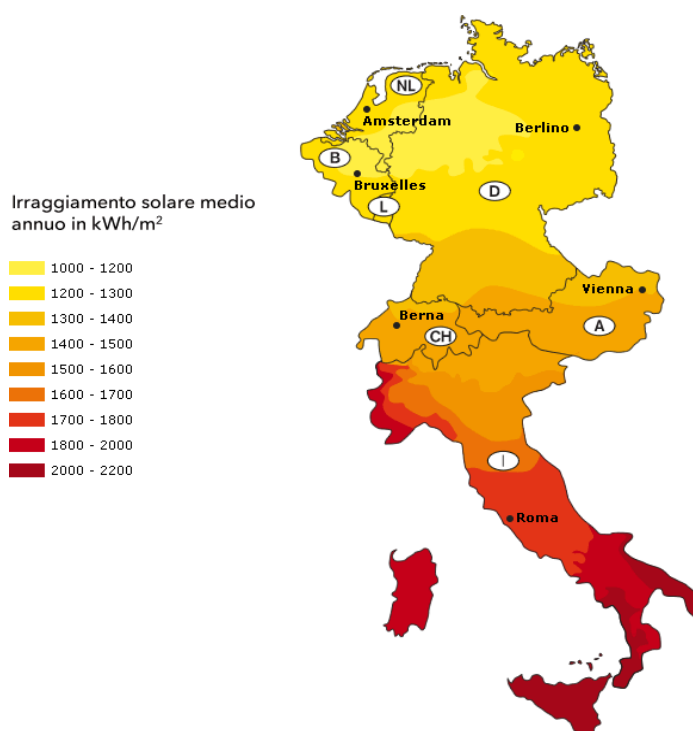 Irraggiamento solare medio
annuo in kWh/m²
1000 - 1200
1200 - 1300
1300 - 1400
1400 - 1500
1500 - 1600
1600 - 1700
1700 - 1800
1800 - 2000
2000 - 2200
NL
Amsterdam
Berlino
B
Bruxelles
D
L
Vienna
Berna
CH
A
I
Roma